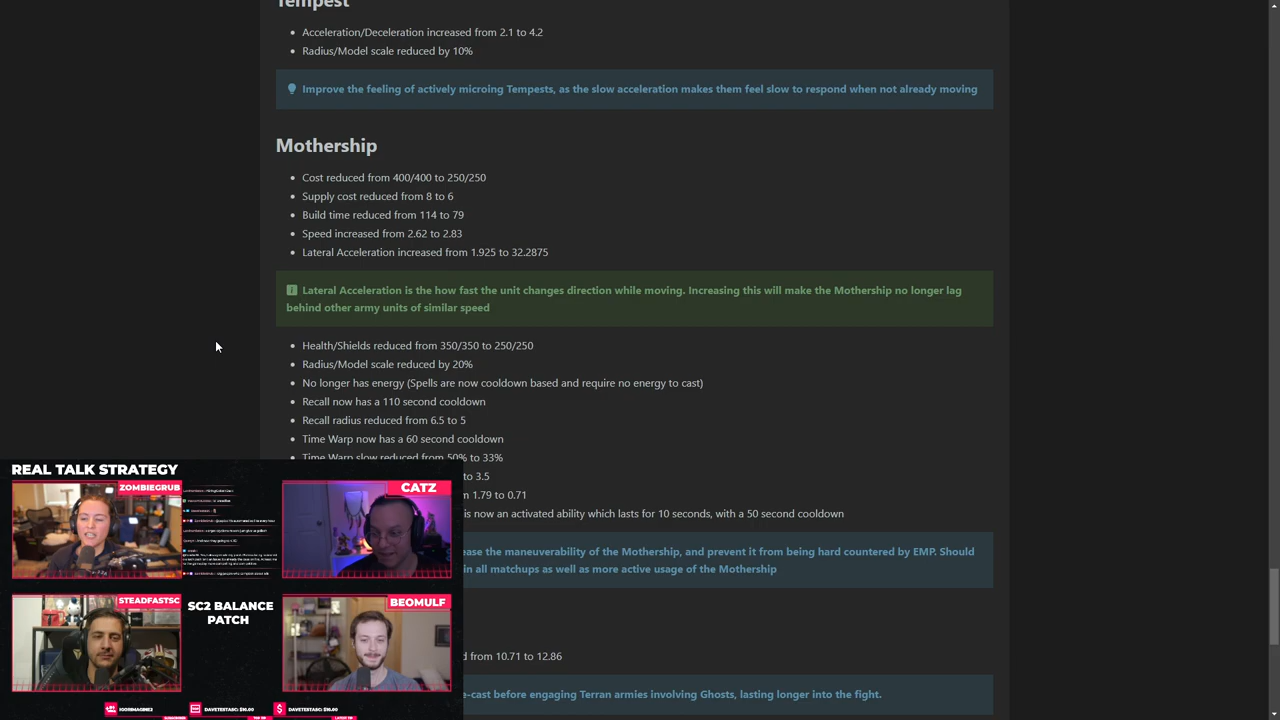 Tempest
Acceleration/Deceleration increased from 2.1 to 4.2
Radius/Model scale reduced by 10%
Improve the feeling of actively microing Tempests, as the slow acceleration makes them feel slow to respond when not already moving
Mothership
Cost reduced from 400/400 to 250/250
Supply cost reduced from 8 to 6
Build time reduced from 114 to 79
Speed increased from 2.62 to 2.83
Lateral Acceleration increased from 1.925 to 32.2875
Lateral Acceleration is the how fast the unit changes direction while moving. Increasing this will make the Mothership no longer lag
behind other army units of similar speed
Health/Shields reduced from 350/350 to 250/250
Radius/Model scale reduced by 20%
No longer has energy (Spells are now cooldown based and require no energy to cast)
Recall now has a 110 second cooldown
Recall radius reduced from 6.5 to 5
Time Warp now has a 60 second cooldown
Time Warp slow reduced from 50% to 33%
to 3.5
1.79 to 0.71
is now an activated ability which lasts for 10 seconds, with a 50 second cooldown
ease the maneuverability of the Mothership, and prevent it from being hard countered by EMP. Should
in all matchups as well as more active usage of the Mothership
from 10.71 to 12.86
e-cast before engaging Terran armies involving Ghosts, lasting longer into the fight.
REAL TALK STRATEGY
ZOMBIEGRUB
CATZ
STEADFASTSC
SC2 BALANCE
PATCH
BEOMULF